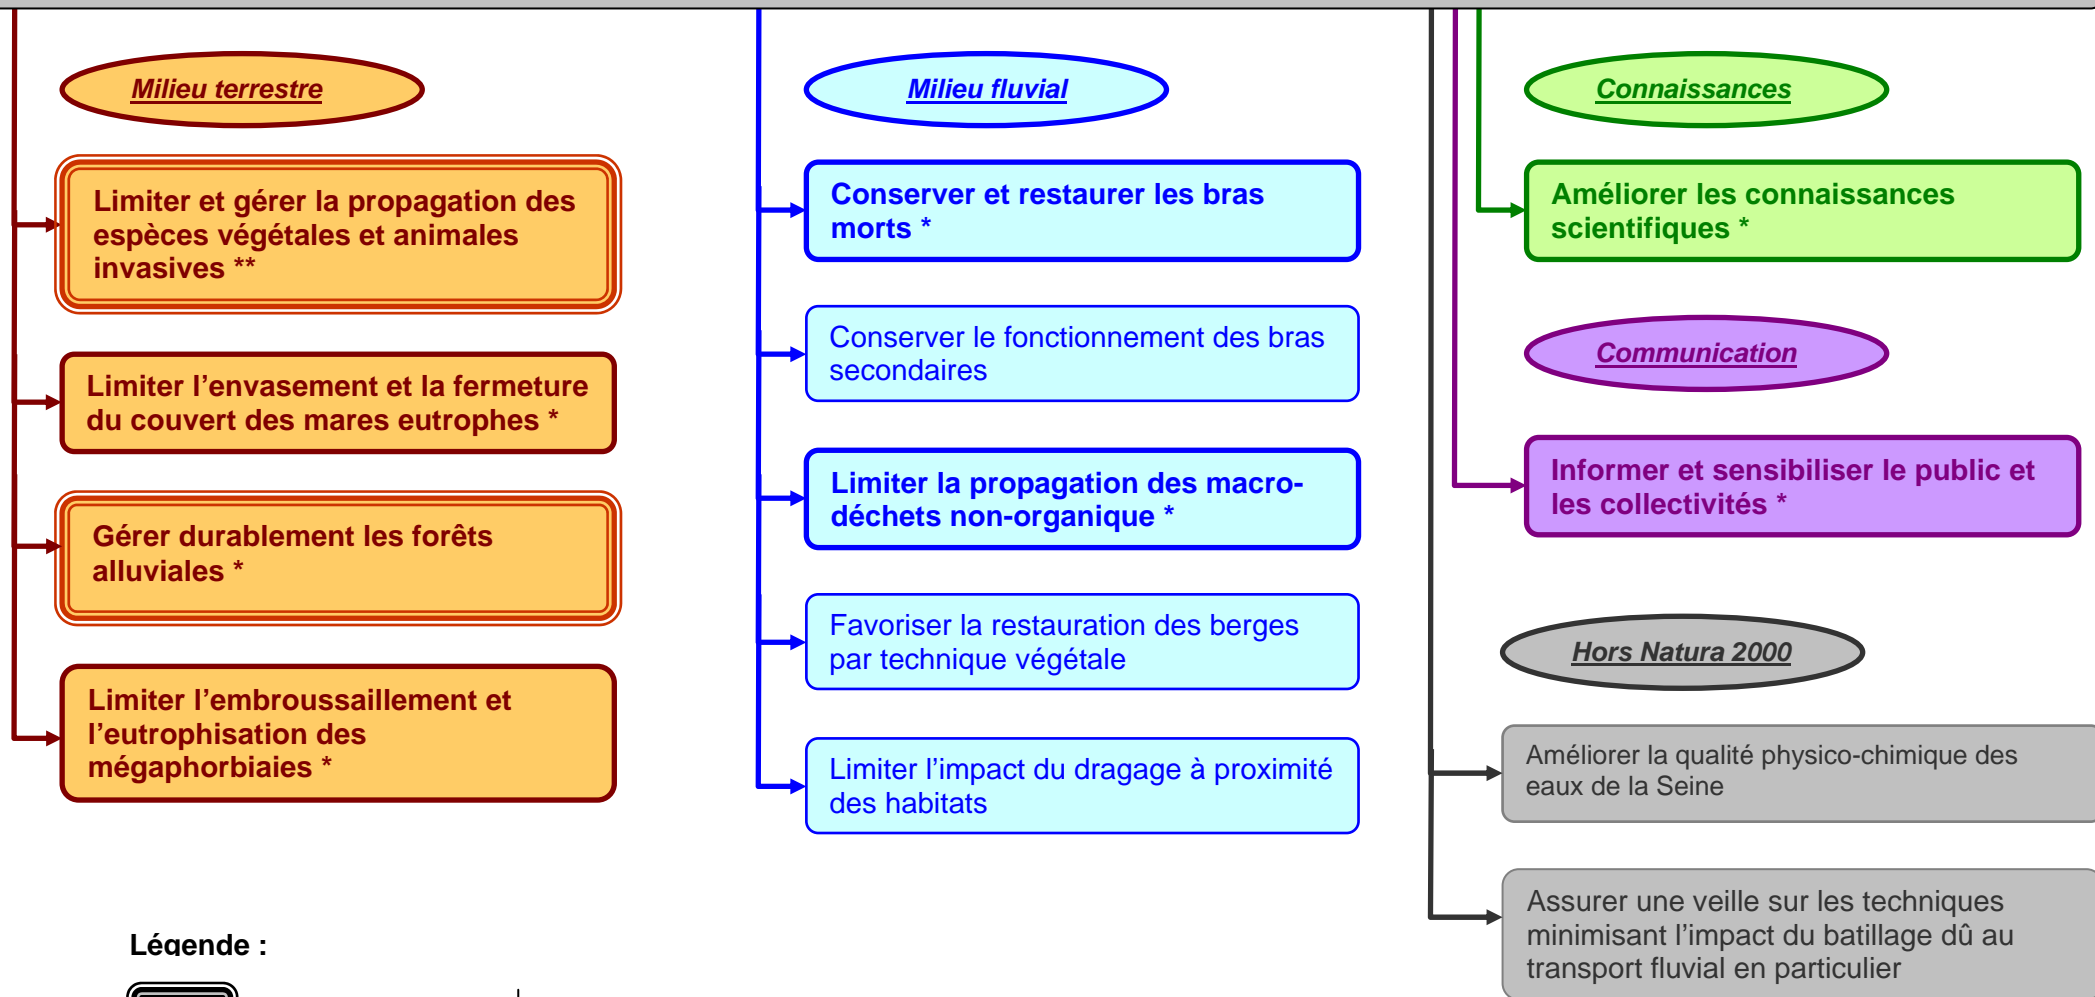 Milieu terrestre
Limiter et gérer la propagation des
espèces végétales et animales
invasives **
Limiter l’envasement et la fermeture
du couvert des mares eutrophes *
Gérer durablement les forêts
alluviales *
Limiter l’embroussaillement et
l’eutrophisation des
mégaphorbiaies *
Milieu fluvial
Conserver et restaurer les bras
morts *
Conserver le fonctionnement des bras
secondaires
Limiter la propagation des macro-
déchets non-organique *
Favoriser la restauration des berges
par technique végétale
Limiter l’impact du dragage à proximité
des habitats
Connaissances
Améliorer les connaissances
scientifiques *
Communication
Informer et sensibiliser le public et
les collectivités *
Hors Natura 2000
Améliorer la qualité physico-chimique des
eaux de la Seine
Assurer une veille sur les techniques
minimisant l’impact du batillage dû au
transport fluvial en particulier
Légende :